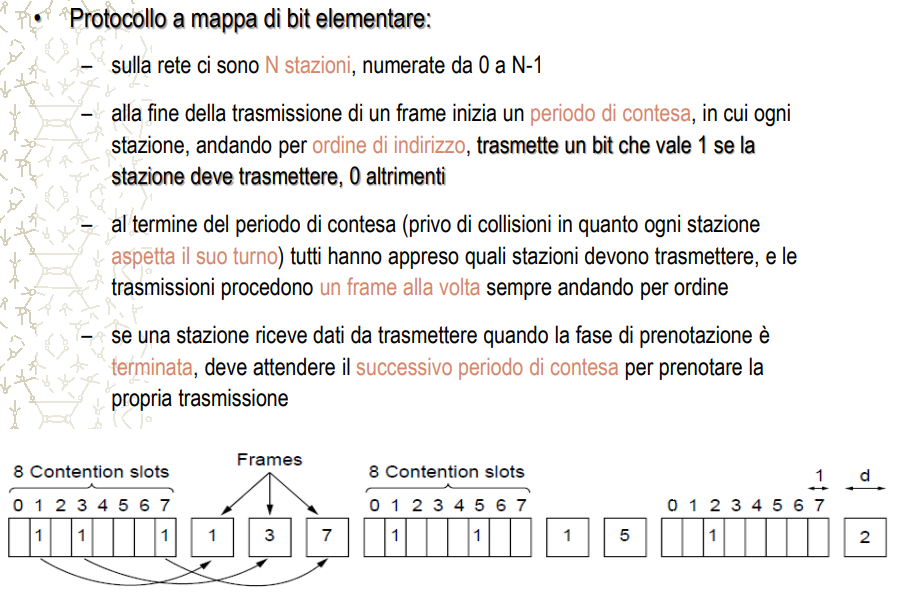 • Protocollo a mappa di bit elementare:
– sulla rete ci sono N stazioni, numerate da 0 a N-1
– alla fine della trasmissione di un frame inizia un periodo di contesa, in cui ogni
stazione, andando per ordine di indirizzo, trasmette un bit che vale 1 se la
stazione deve trasmettere, 0 altrimenti
– al termine del periodo di contesa (privo di collisioni in quanto ogni stazione
aspetta il suo turno) tutti hanno appreso quali stazioni devono trasmettere, e le
trasmissioni procedono un frame alla volta sempre andando per ordine
– se una stazione riceve dati da trasmettere quando la fase di prenotazione è
terminata, deve attendere il successivo periodo di contesa per prenotare la
propria trasmissione
Frames
8 Contention slots 8 Contention slots 1 d
0 1 2 3 4 5 6 7 0 1 2 3 4 5 6 7 0 1 2 3 4 5 6 7
1 1 1 1 3 7 1 1 1 5 1 2